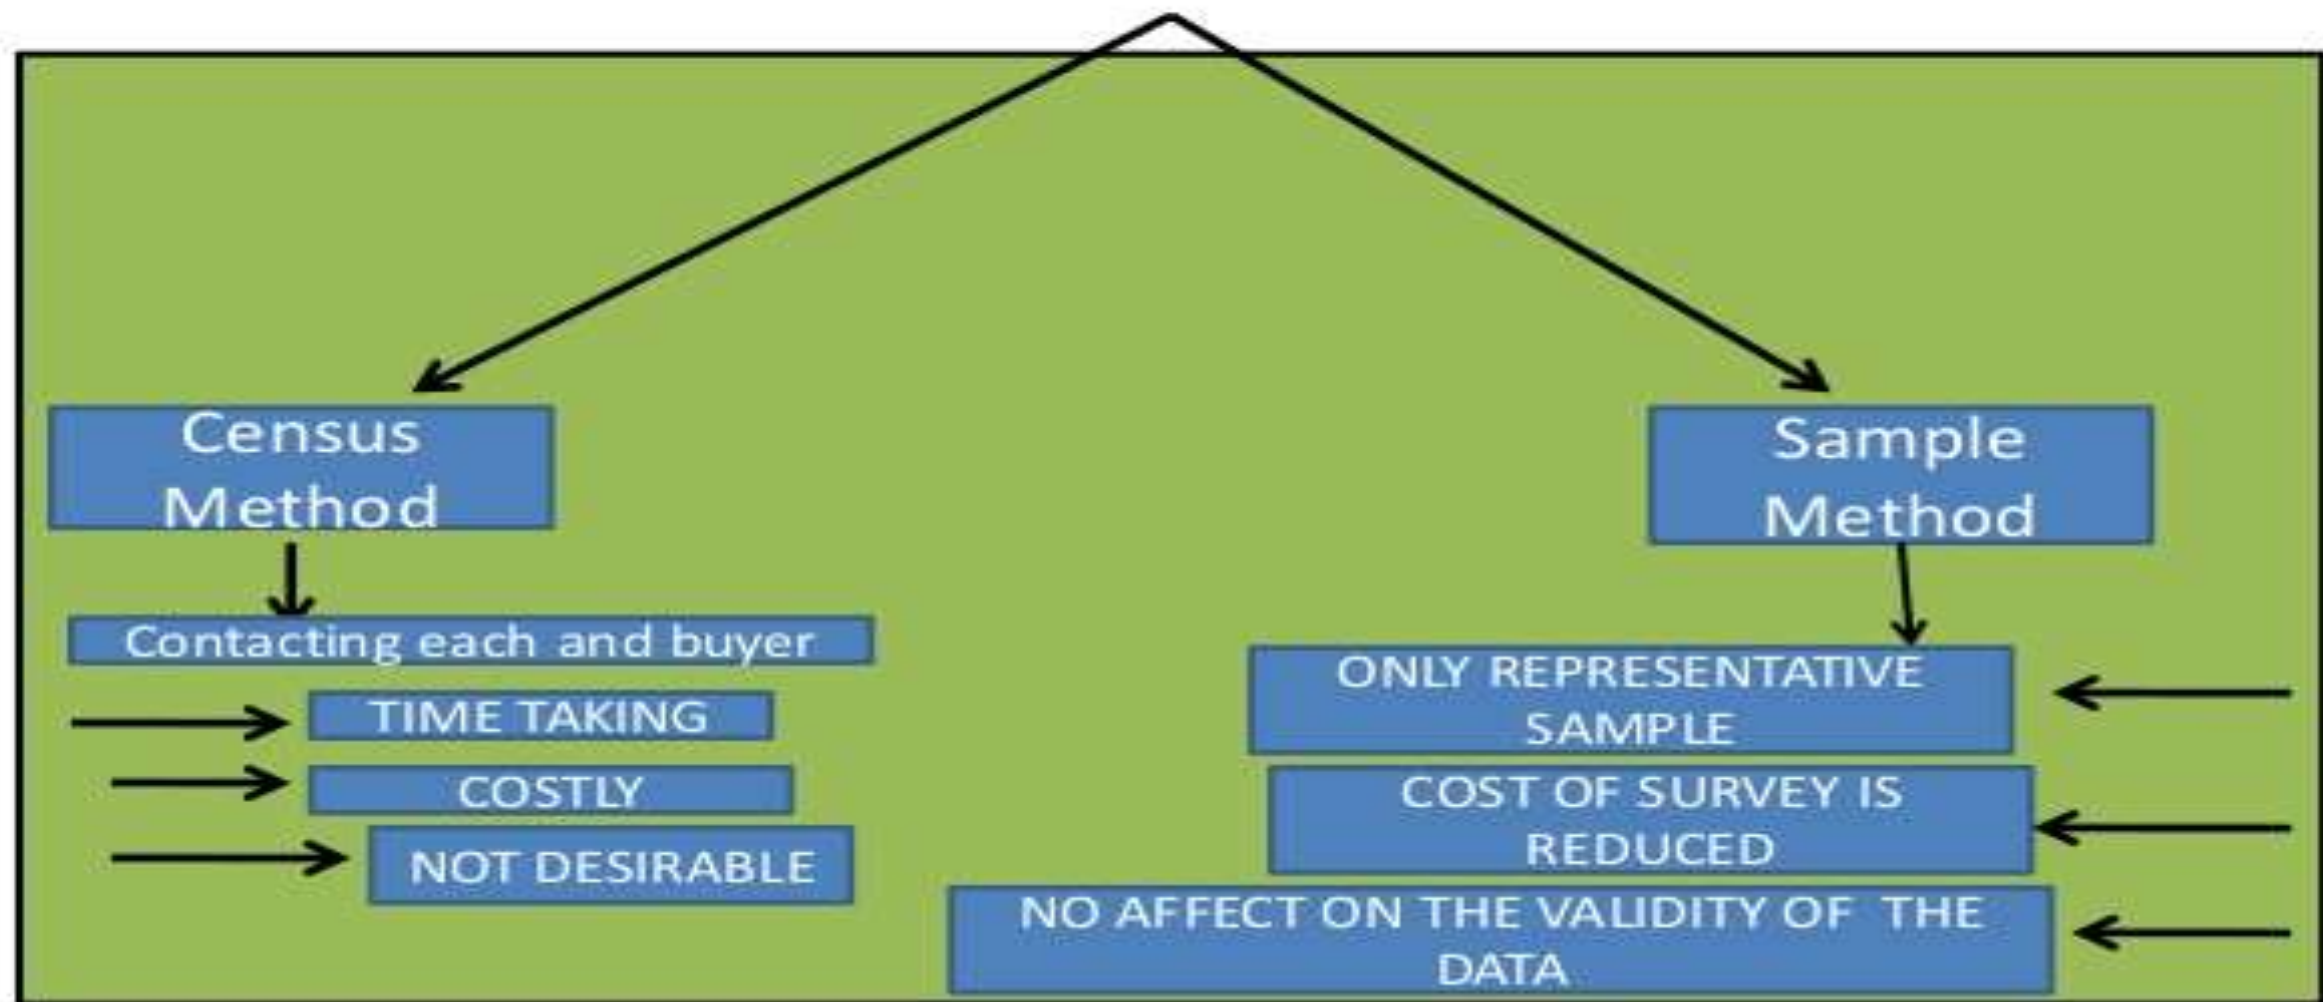 Census
Method
Contacting each and buyer
TIME TAKING
COSTLY
NOT DESIRABLE
Sample
Method
ONLY REPRESENTATIVE
SAMPLE
COST OF SURVEY IS
REDUCED
NO AFFECT ON THE VALIDITY OF THE
DATA